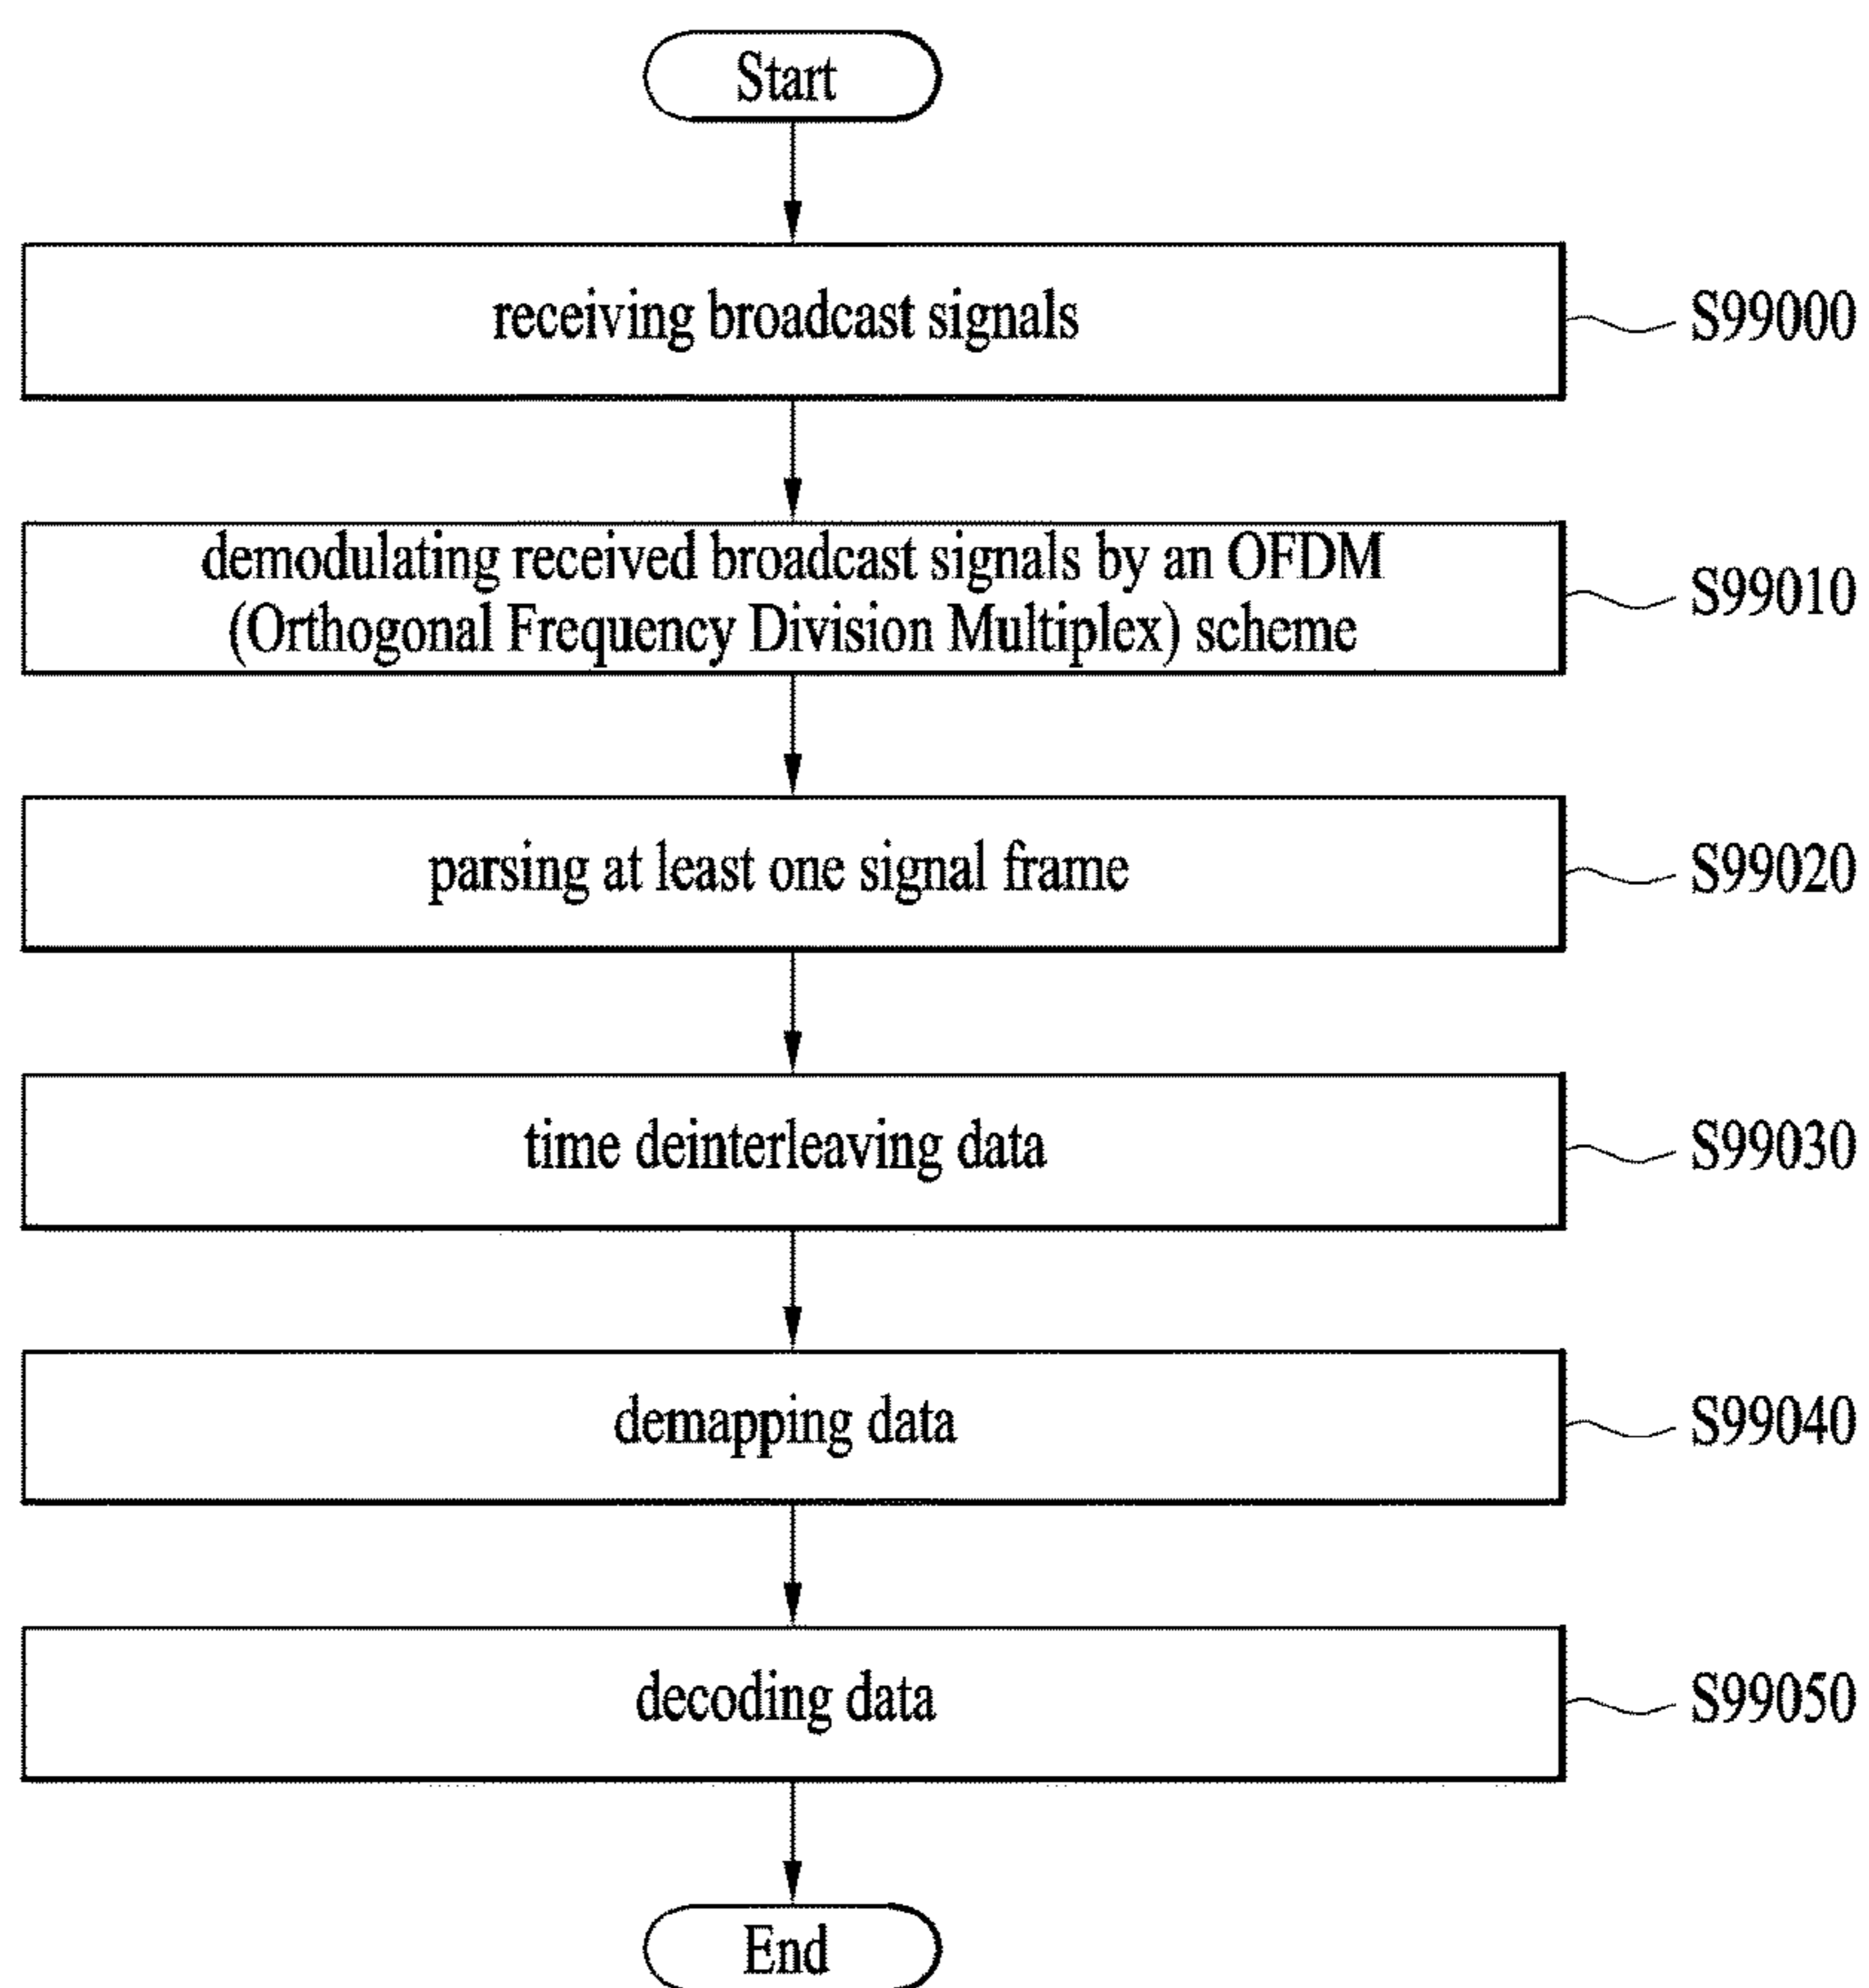 Start
receiving broadcast signals
S99000
demodulating received broadcast signals by an OFDM
(Orthogonal Frequency Division Multiplex) scheme
S99010
parsing at least one signal frame
S99020
time deinterleaving data
S99030
demapping data
S99040
decoding data
S99050
End